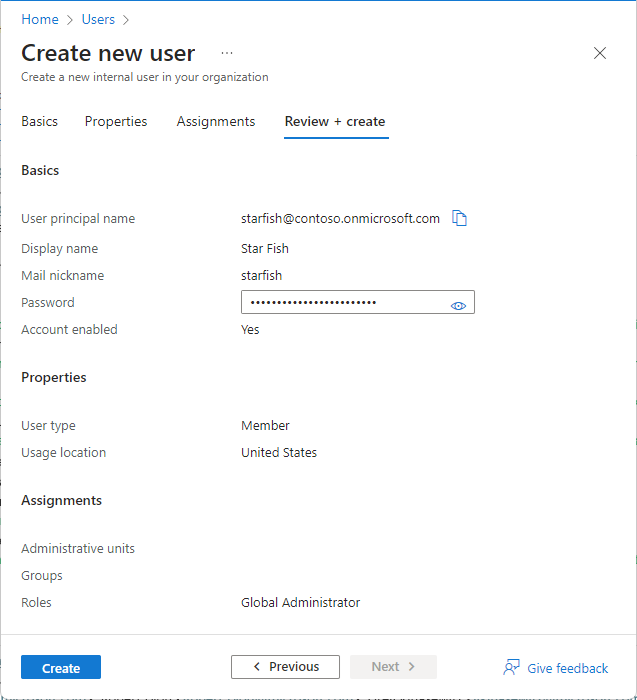 Home > Users >
Create new user ...
Create a new internal user in your organization
Basics Properties Assignments Review + create
Basics
User principal name starfish@contoso.onmicrosoft.com
Display name Star Fish
Mail nickname starfish
Password ••••••••••••••••••••••••
Account enabled Yes
Properties
User type Member
Usage location United States
Assignments
Administrative units
Groups
Roles Global Administrator
Create < Previous Next > Give feedback